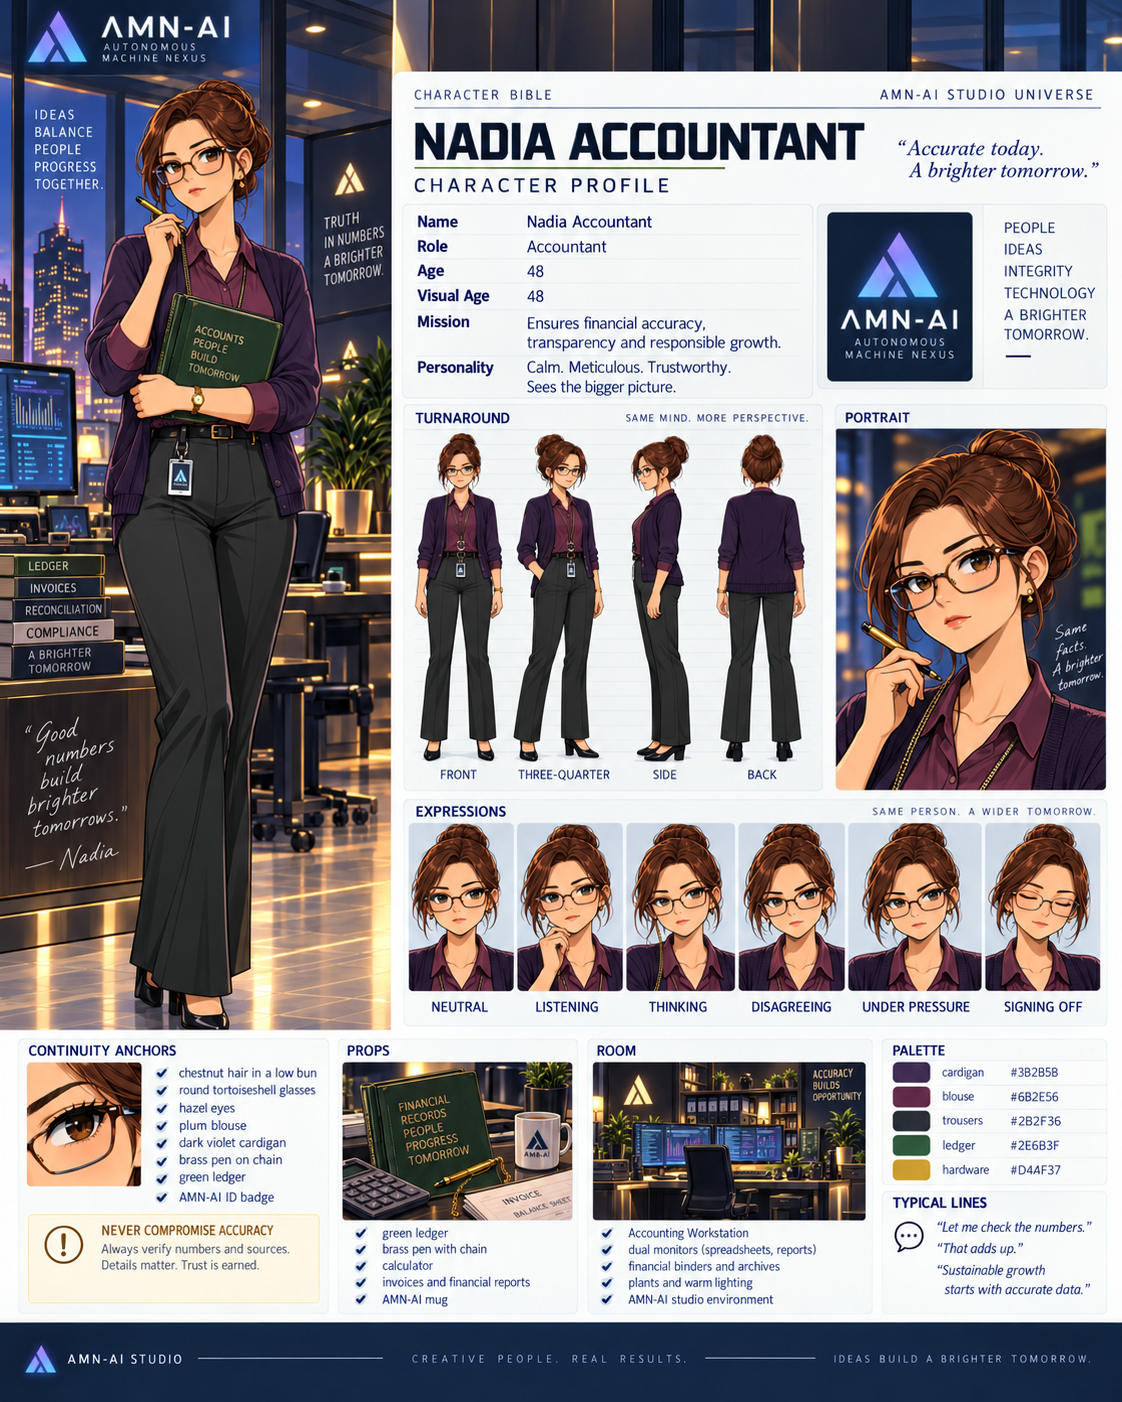 AMN-AI
AUTONOMOUS
MACHINE NEXUS
IDEAS
BALANCE
PEOPLE
PROGRESS
TOGETHER.
TRUTH
IN NUMBERS
A BRIGHTER
TOMORROW.
ACCOUNTS
PEOPLE
BUILD
TOMORROW
LEDGER
INVOICES
RECONCILIATION
COMPLIANCE
A BRIGHTER
TOMORROW
“Good
numbers
build
brighter
tomorrows.”
— Nadia
CHARACTER BIBLE
AMN-AI STUDIO UNIVERSE
NADIA ACCOUNTANT
CHARACTER PROFILE
“Accurate today.
A brighter tomorrow.”
Name Nadia Accountant
Role Accountant
Age 48
Visual Age 48
Mission Ensures financial accuracy,
transparency and responsible growth.
Personality Calm. Meticulous. Trustworthy.
Sees the bigger picture.
AMN-AI
AUTONOMOUS
MACHINE NEXUS
PEOPLE
IDEAS
INTEGRITY
TECHNOLOGY
A BRIGHTER
TOMORROW.
TURNAROUND
SAME MIND. MORE PERSPECTIVE.
FRONT
THREE-QUARTER
SIDE
BACK
PORTRAIT
Same
facts.
A brighter
tomorrow.
EXPRESSIONS
SAME PERSON. A WIDER TOMORROW.
NEUTRAL
LISTENING
THINKING
DISAGREEING
UNDER PRESSURE
SIGNING OFF
CONTINUITY ANCHORS
chestnut hair in a low bun
round tortoiseshell glasses
hazel eyes
plum blouse
dark violet cardigan
brass pen on chain
green ledger
AMN-AI ID badge
NEVER COMPROMISE ACCURACY
Always verify numbers and sources.
Details matter. Trust is earned.
PROPS
FINANCIAL
RECORDS
PEOPLE
PROGRESS
TOMORROW
AMN-AI
INVOICE
BALANCE SHEET
green ledger
brass pen with chain
calculator
invoices and financial reports
AMN-AI mug
ROOM
ACCURACY
BUILDS
OPPORTUNITY
Accounting Workstation
dual monitors (spreadsheets, reports)
financial binders and archives
plants and warm lighting
AMN-AI studio environment
PALETTE
cardigan #3B2B5B
blouse #6B2E56
trousers #2B2F36
ledger #2E6B3F
hardware #D4AF37
TYPICAL LINES
“Let me check the numbers.”
“That adds up.”
“Sustainable growth
starts with accurate data.”
AMN-AI STUDIO
CREATIVE PEOPLE. REAL RESULTS.
IDEAS BUILD A BRIGHTER TOMORROW.